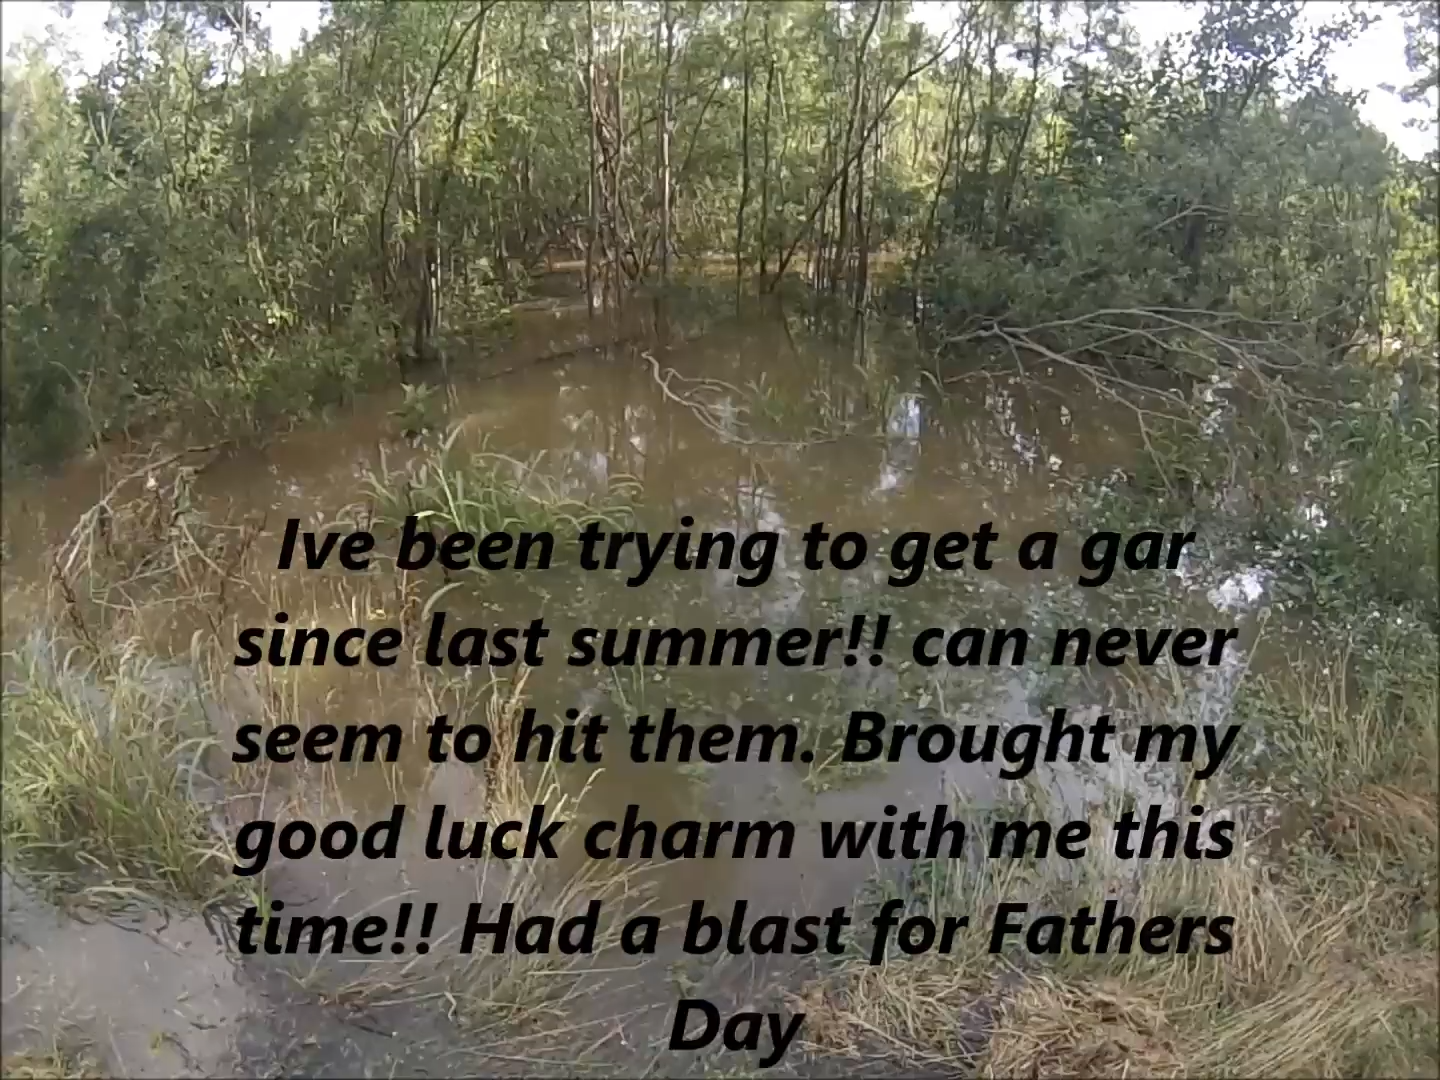 Ive been trying to get a gar
since last summer!! can never
seem to hit them. Brought my
good luck charm with me this
time!! Had a blast for Fathers
Day